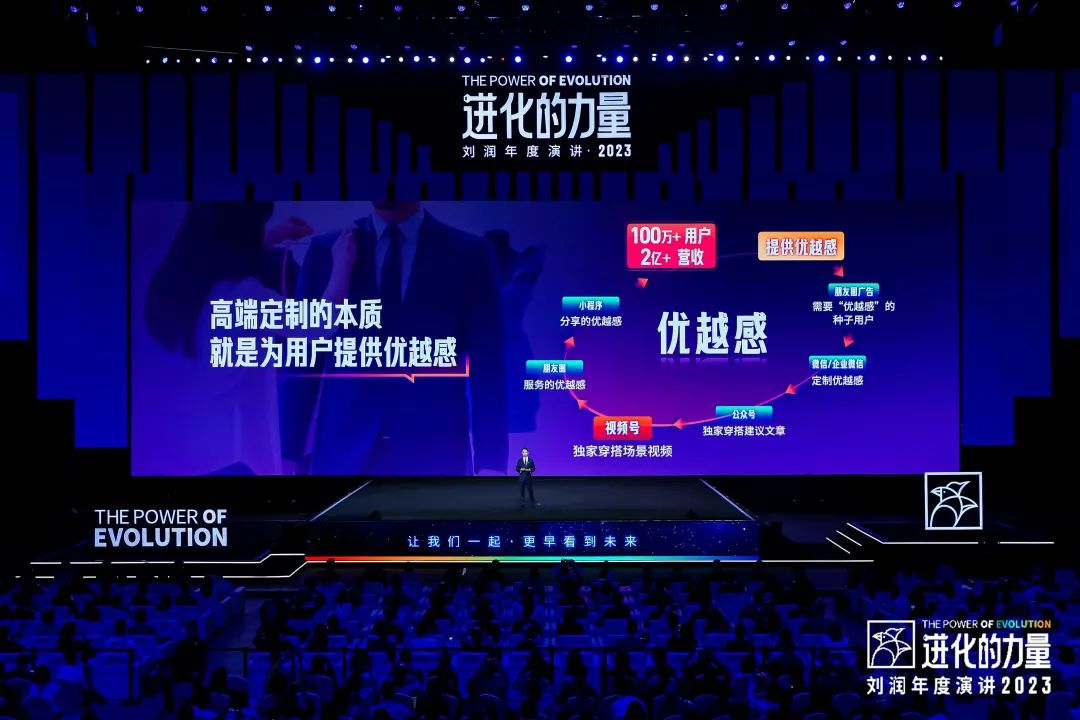 THE POWER OF EVOLUTION
进化的力量
刘润年度演讲·2023
高端定制的本质
就是为用户提供优越感
100万+ 用户
2亿+ 营收
提供优越感
朋友圈广告
需要“优越感”的
种子用户
微信/企业微信
定制优越感
公众号
独家穿搭建议文章
视频号
独家穿搭场景视频
朋友圈
服务的优越感
小程序
分享的优越感
优越感
THE POWER OF
EVOLUTION
让我们一起·更早看到未来
THE POWER OF EVOLUTION
进化的力量
刘润年度演讲2023